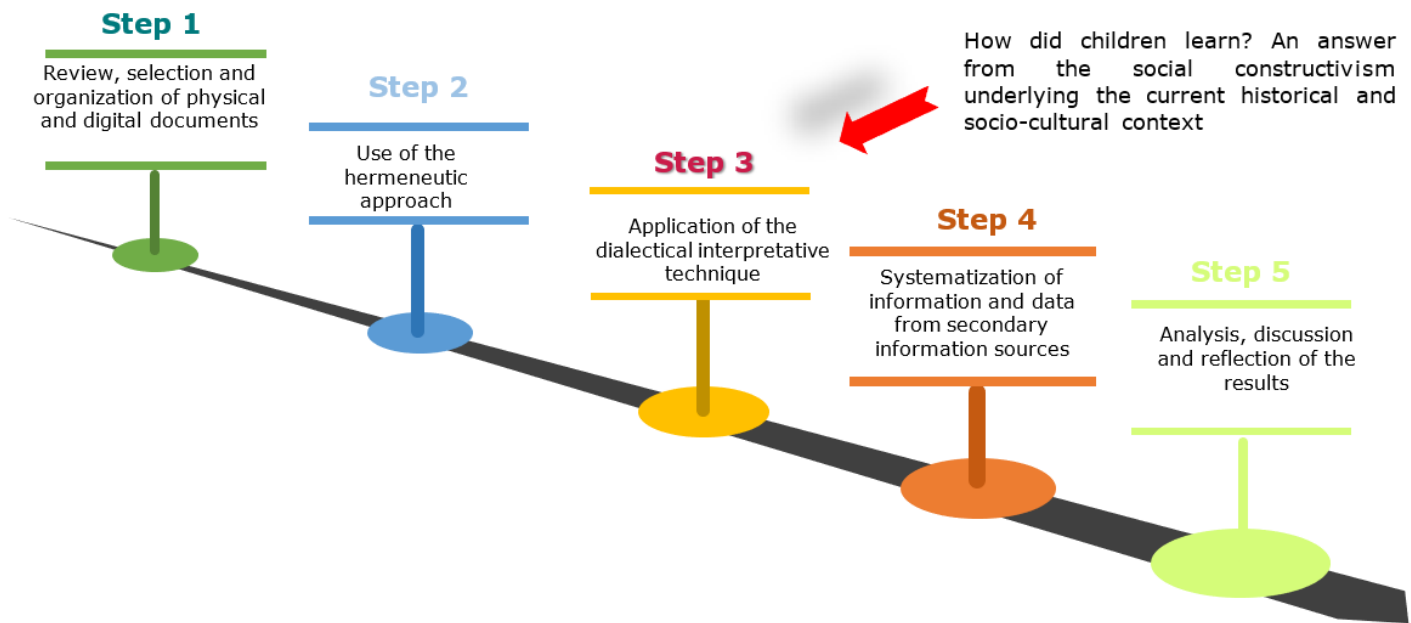 Step 1
Review, selection and
organization of physical
and digital documents
Step 2
Use of the
hermeneutic
approach
Step 3
Application of the
dialectical interpretative
technique
How did children learn? An answer
from the social constructivism
underlying the current historical and
socio-cultural context
Step 4
Systematization of
information and data
from secondary
information sources
Step 5
Analysis, discussion
and reflection of the
results